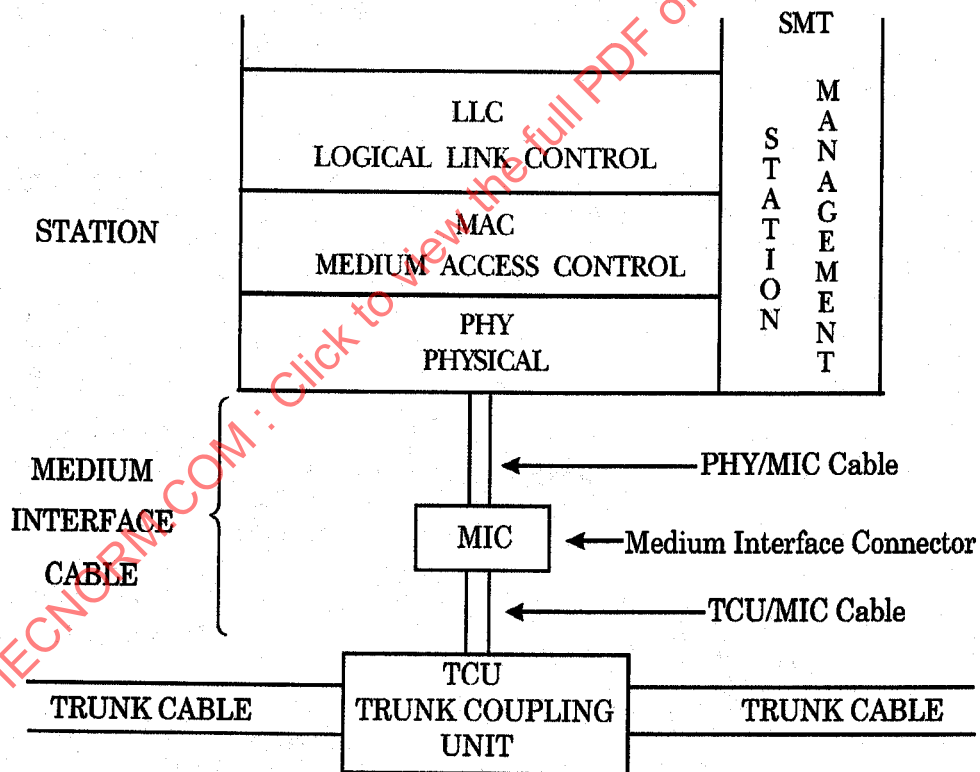 SMT
STATION
MANAGEMENT
LLC
LOGICAL LINK CONTROL
STATION
MAC
MEDIUM ACCESS CONTROL
PHY
PHYSICAL
MEDIUM
INTERFACE
CABLE
PHY/MIC Cable
MIC
Medium Interface Connector
TCU/MIC Cable
TCU
TRUNK COUPLING
UNIT
TRUNK CABLE
TRUNK CABLE
IECNORM.COM : Click to view the full PDF of